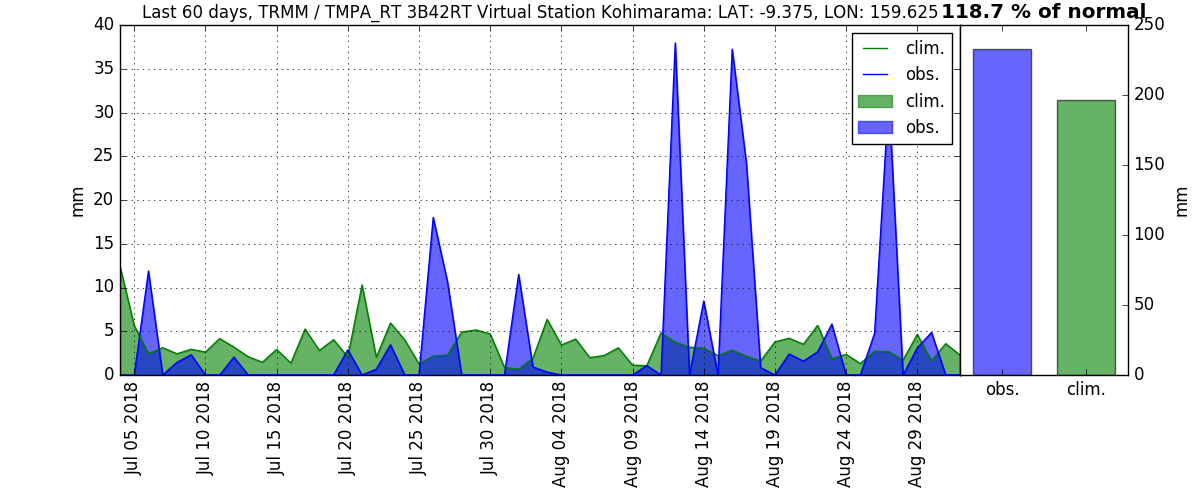 Last 60 days, TRMM / TMPA_RT 3B42RT Virtual Station Kohimarama: LAT: -9.375, LON: 159.625
118.7 % of normal
40
35
30
25
20
15
10
5
0
mm
clim.
obs.
clim.
obs.
Jul 05 2018
Jul 10 2018
Jul 15 2018
Jul 20 2018
Jul 25 2018
Jul 30 2018
Aug 04 2018
Aug 09 2018
Aug 14 2018
Aug 19 2018
Aug 24 2018
Aug 29 2018
250
200
150
100
50
0
mm
obs.
clim.